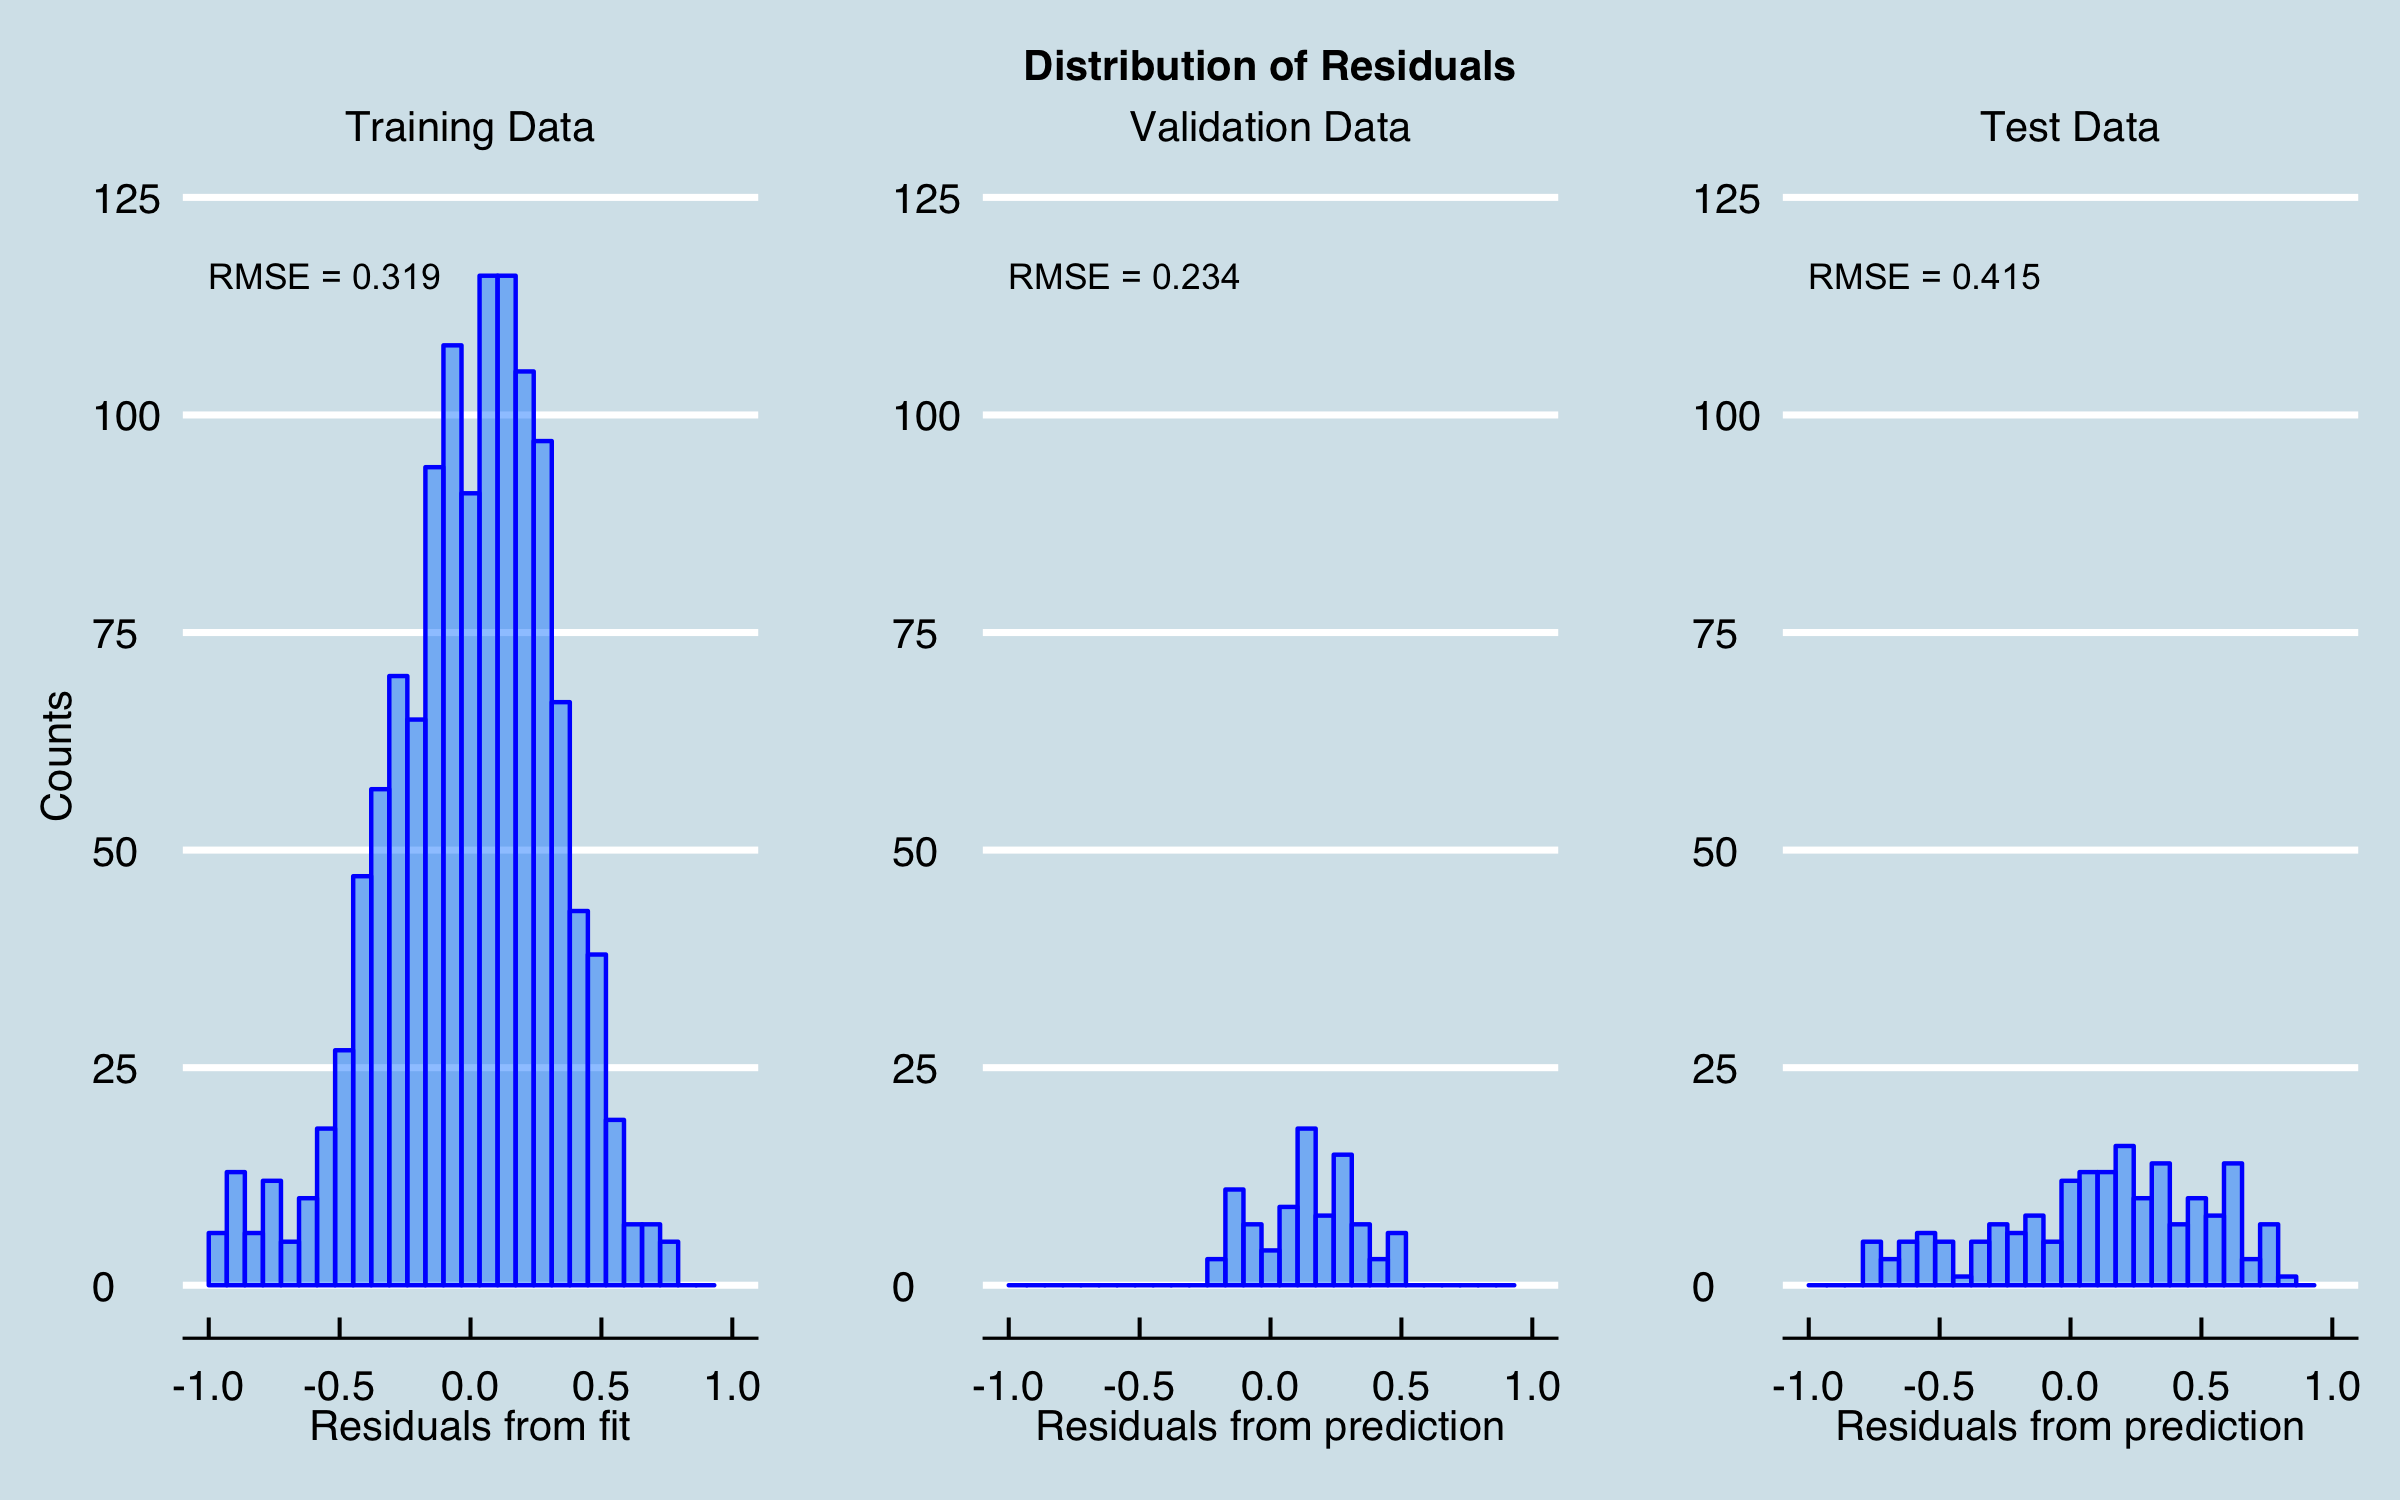 Distribution of Residuals
Training Data
125
RMSE = 0.319
100
75
50
25
0
Counts
-1.0 -0.5 0.0 0.5 1.0
Residuals from fit
Validation Data
125
RMSE = 0.234
100
75
50
25
0
-1.0 -0.5 0.0 0.5 1.0
Residuals from prediction
Test Data
125
RMSE = 0.415
100
75
50
25
0
-1.0 -0.5 0.0 0.5 1.0
Residuals from prediction